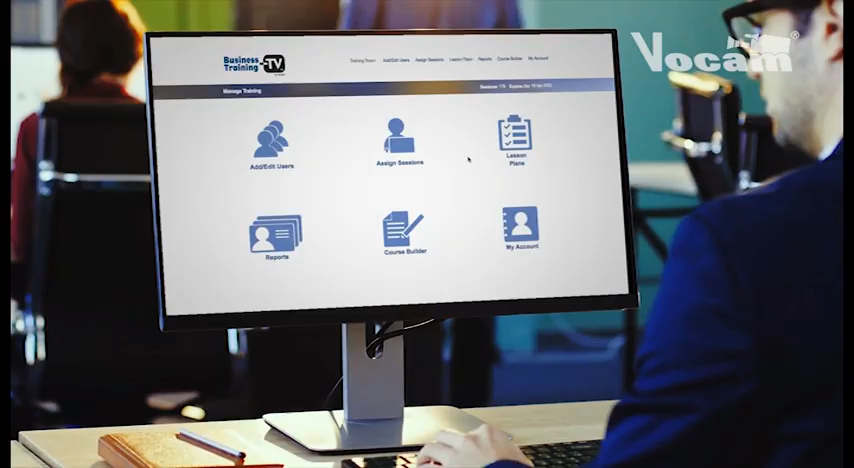 Vocam®
Business
Training-TV
Training Room Add/Edit Users Assign Sessions Lesson Plans Reports Course Builder My Account
Manage Training
Sessions:
Add/Edit Users
Assign Sessions
Lesson
Plans
Reports
Course Builder
My Account